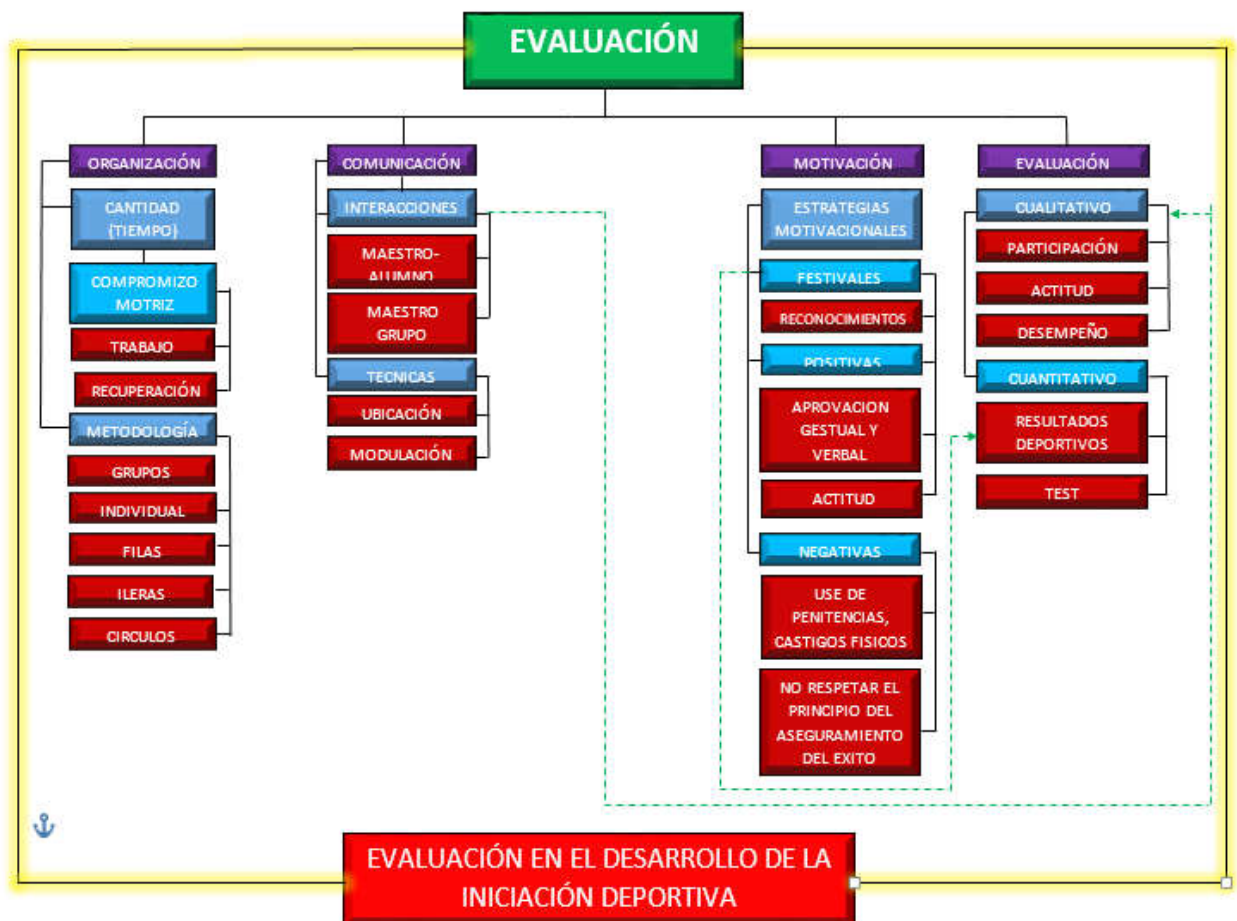 EVALUACIÓN
ORGANIZACIÓN
CANTIDAD
(TIEMPO)
COMPROMIZO
MOTRIZ
TRABAJO
RECUPERACIÓN
METODOLOGÍA
GRUPOS
INDIVIDUAL
FILAS
ILERAS
CIRCULOS
COMUNICACIÓN
INTERACCIONES
MAESTRO-
ALUMNO
MAESTRO
GRUPO
TECNICAS
UBICACIÓN
MODULACIÓN
MOTIVACIÓN
ESTRATEGIAS
MOTIVACIONALES
FESTIVALES
RECONOCIMIENTOS
POSITIVAS
APROVACION
GESTUAL Y
VERBAL
ACTITUD
NEGATIVAS
USE DE
PENITENCIAS,
CASTIGOS FISICOS
NO RESPETAR EL
PRINCIPIO DEL
ASEGURAMIENTO
DEL EXITO
EVALUACIÓN
CUALITATIVO
PARTICIPACIÓN
ACTITUD
DESEMPEÑO
CUANTITATIVO
RESULTADOS
DEPORTIVOS
TEST
EVALUACIÓN EN EL DESARROLLO DE LA
INICIACIÓN DEPORTIVA